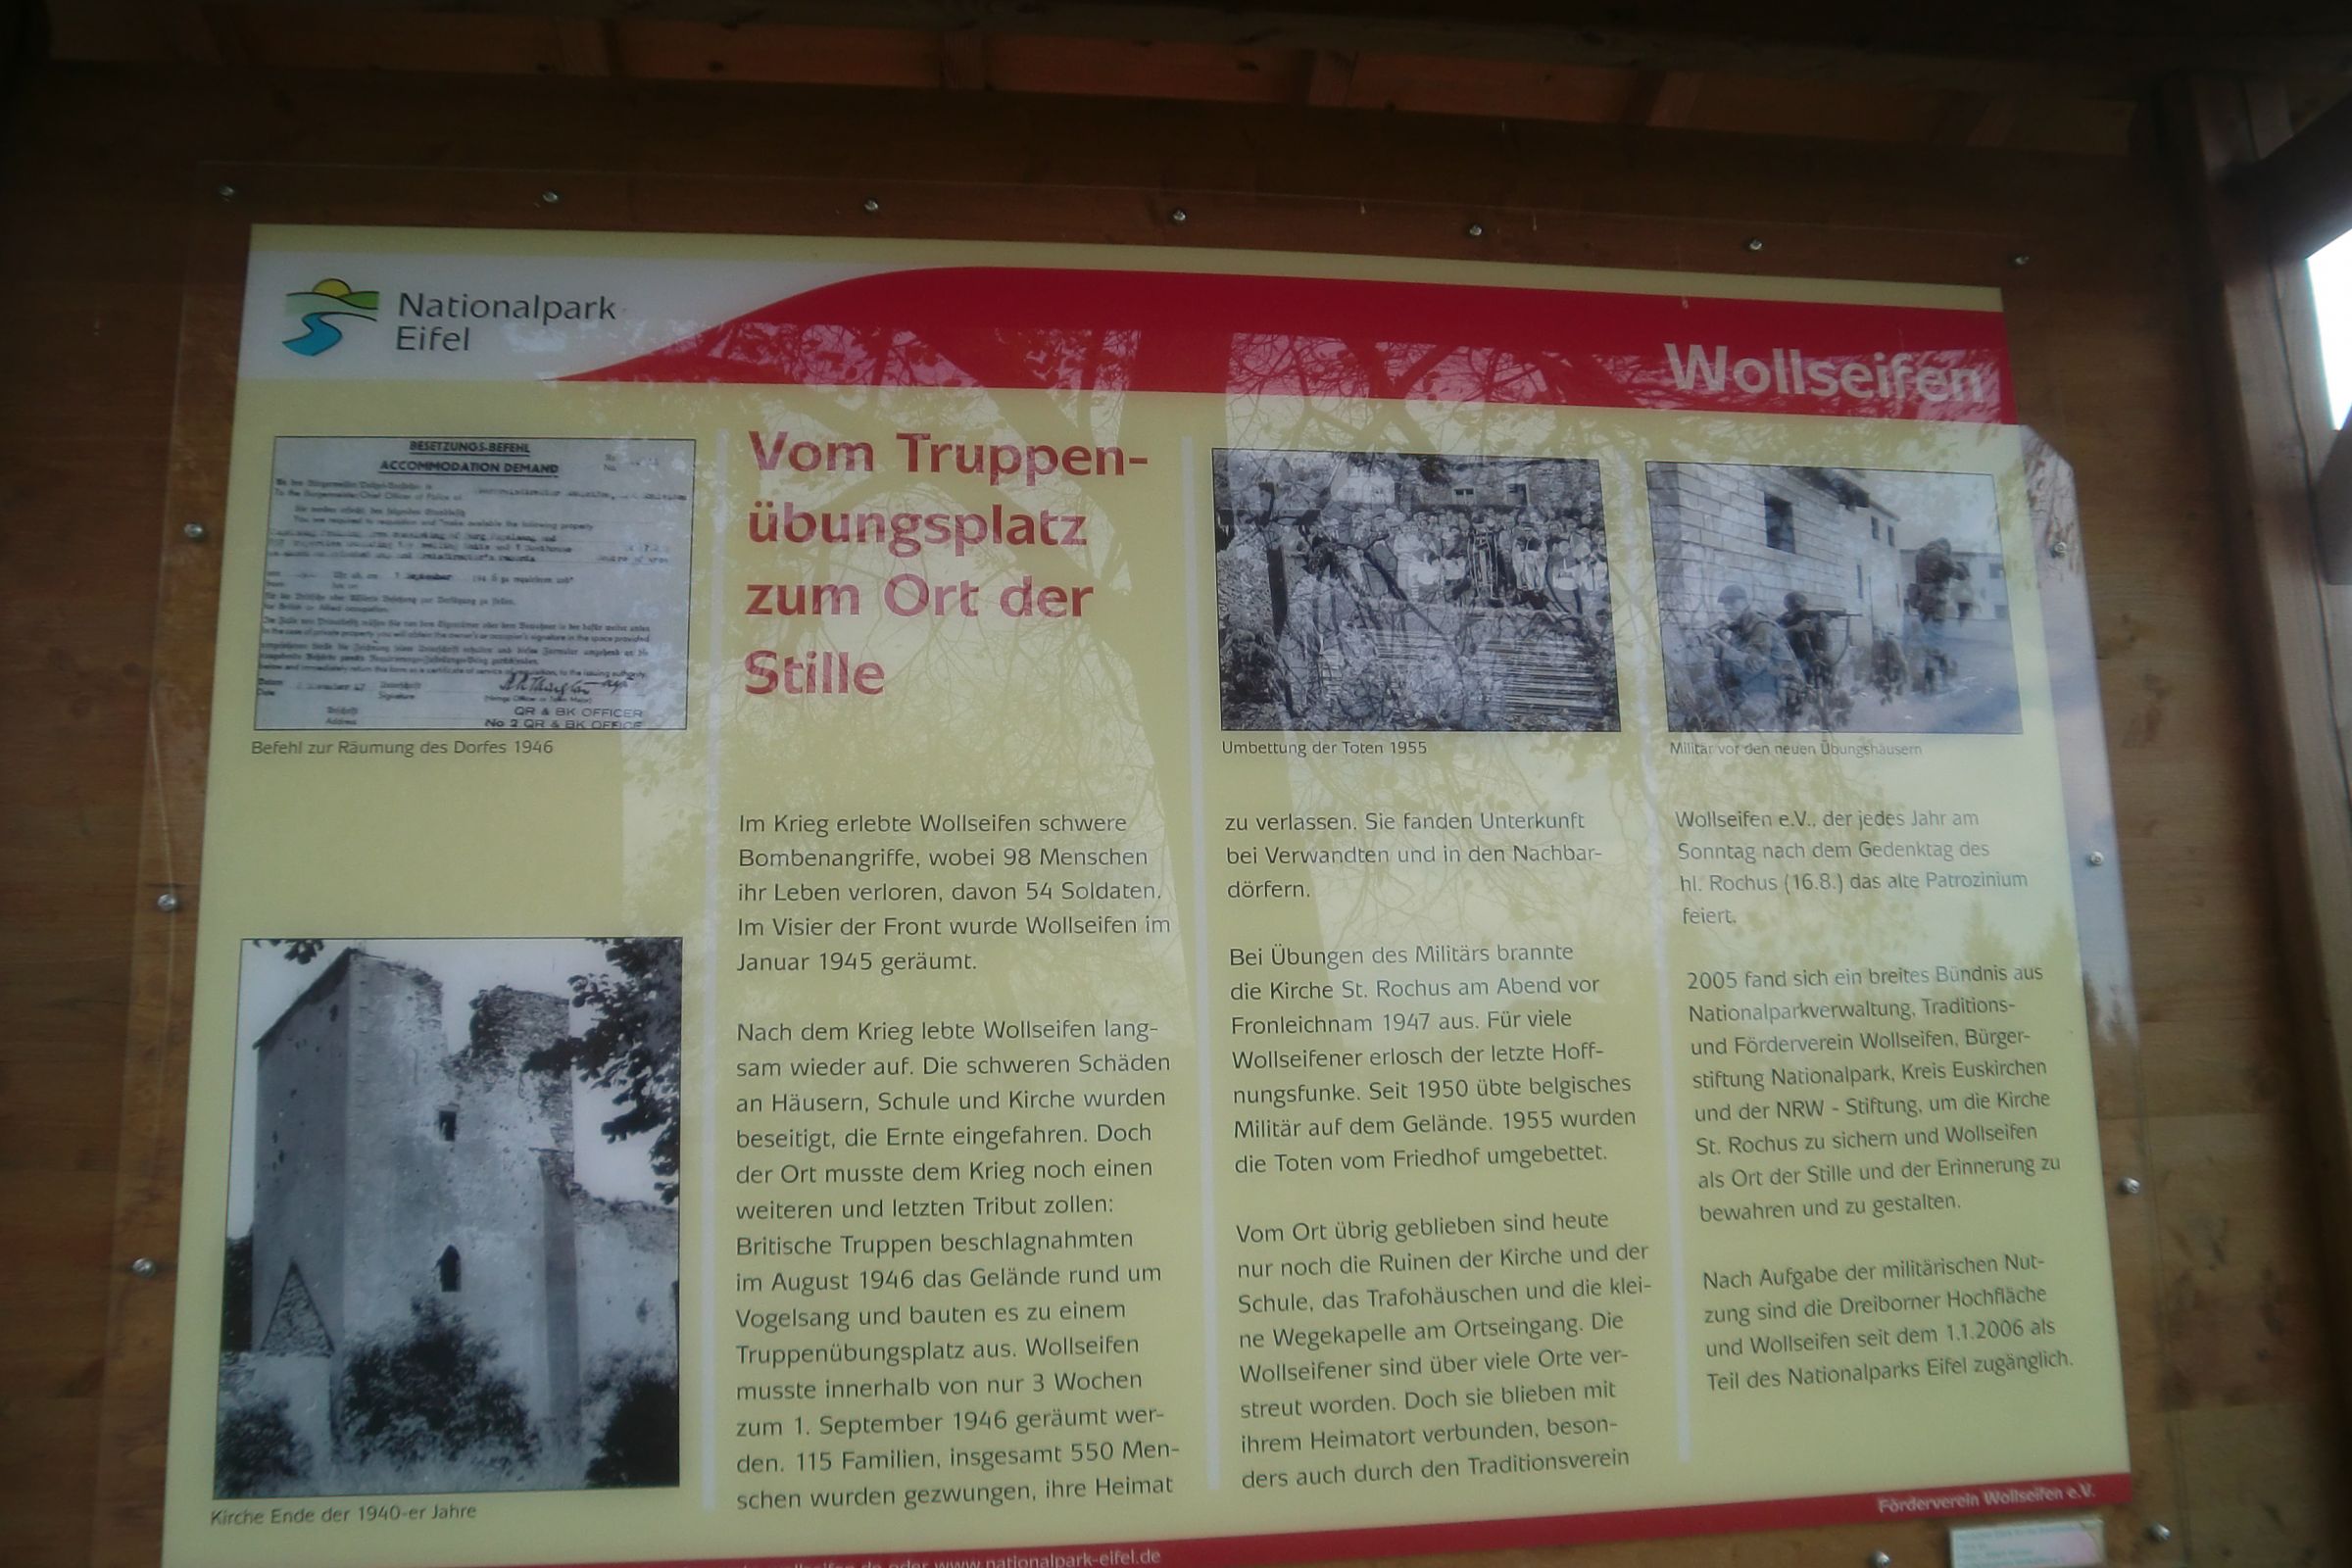 Nationalpark
Eifel
Wollseifen
BESETZUNGS-BEFEHL
ACCOMMODATION DEMAND
QR & BK OFFICER
No 2 QR & BK OFFICE
Befehl zur Räumung des Dorfes 1946
Kirche Ende der 1940-er Jahre
Vom Truppen-
übungsplatz
zum Ort der
Stille
Im Krieg erlebte Wollseifen schwere
Bombenangriffe, wobei 98 Menschen
ihr Leben verloren, davon 54 Soldaten.
Im Visier der Front wurde Wollseifen im
Januar 1945 geräumt.
Nach dem Krieg lebte Wollseifen lang-
sam wieder auf. Die schweren Schäden
an Häusern, Schule und Kirche wurden
beseitigt, die Ernte eingefahren. Doch
der Ort musste dem Krieg noch einen
weiteren und letzten Tribut zollen:
Britische Truppen beschlagnahmten
im August 1946 das Gelände rund um
Vogelsang und bauten es zu einem
Truppenübungsplatz aus. Wollseifen
musste innerhalb von nur 3 Wochen
zum 1. September 1946 geräumt wer-
den. 115 Familien, insgesamt 550 Men-
schen wurden gezwungen, ihre Heimat
Umbettung der Toten 1955
zu verlassen. Sie fanden Unterkunft
bei Verwandten und in den Nachbar-
dörfern.
Bei Übungen des Militärs brannte
die Kirche St. Rochus am Abend vor
Fronleichnam 1947 aus. Für viele
Wollseifener erlosch der letzte Hoff-
nungsfunke. Seit 1950 übte belgisches
Militär auf dem Gelände. 1955 wurden
die Toten vom Friedhof umgebettet.
Vom Ort übrig geblieben sind heute
nur noch die Ruinen der Kirche und der
Schule, das Trafohäuschen und die klei-
ne Wegekapelle am Ortseingang. Die
Wollseifener sind über viele Orte ver-
streut worden. Doch sie blieben mit
ihrem Heimatort verbunden, beson-
ders auch durch den Traditionsverein
Militär vor den neuen Übungshäusern
Wollseifen e.V., der jedes Jahr am
Sonntag nach dem Gedenktag des
hl. Rochus (16.8.) das alte Patrozinium
feiert.
2005 fand sich ein breites Bündnis aus
Nationalparkverwaltung, Traditions-
und Förderverein Wollseifen, Bürger-
stiftung Nationalpark, Kreis Euskirchen
und der NRW - Stiftung, um die Kirche
St. Rochus zu sichern und Wollseifen
als Ort der Stille und der Erinnerung zu
bewahren und zu gestalten.
Nach Aufgabe der militärischen Nut-
zung sind die Dreiborner Hochfläche
und Wollseifen seit dem 1.1.2006 als
Teil des Nationalparks Eifel zugänglich.
Förderverein Wollseifen e.V.
oder www.nationalpark-eifel.de